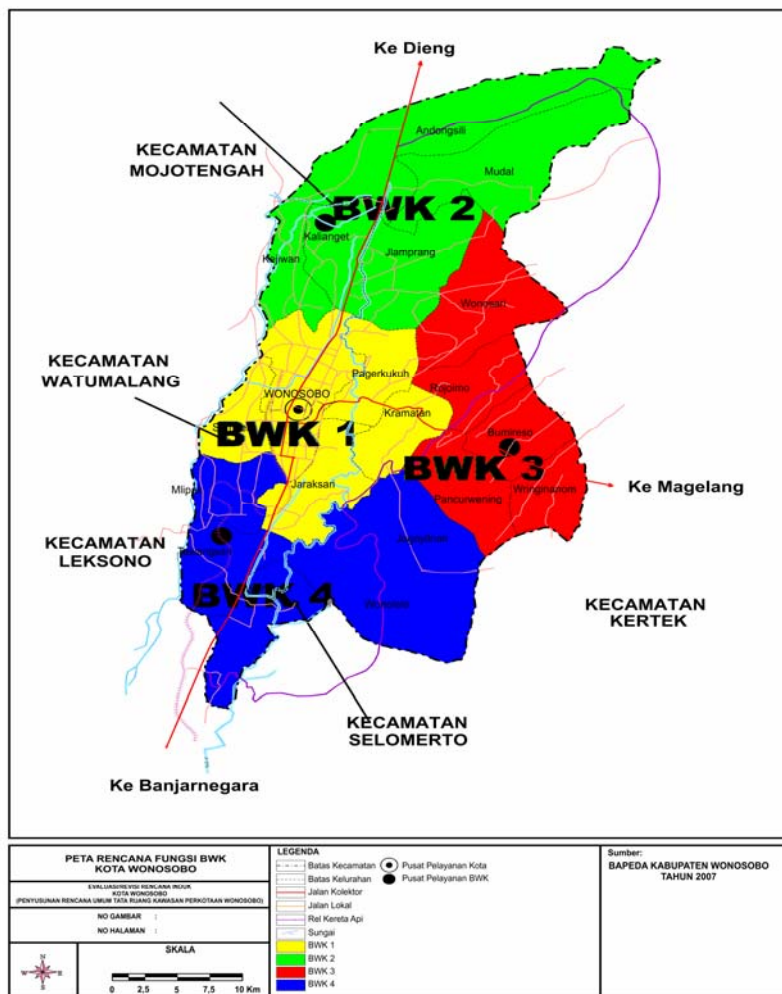 Ke Dieng
Andongsili
KECAMATAN
MOJOTENGAH
Mudal
BWK 2
Kalianget
Jlamprang
Kejiwan
Wonosari
KECAMATAN
WATUMALANG
Pagerkukuh
Rojoimo
WONOSOBO
Kramatan
BWK 1
Bumireso
BWK 3
Jaraksari
Mlipak
Pancurwening
Wringinanom
Ke Magelang
KECAMATAN
LEKSONO
BWK 4
KECAMATAN
KERTEK
KECAMATAN
SELOMERTO
Ke Banjarnegara
PETA RENCANA FUNGSI BWK
KOTA WONOSOBO
EVALUASI/REVISI RENCANA INDUK
KOTA WONOSOBO
(PENYUSUNAN RENCANA UMUM TATA RUANG KAWASAN PERKOTAAN WONOSOBO)
NO GAMBAR :
NO HALAMAN :
N
W E
S
SKALA
0 2,5 5 7,5 10 Km
LEGENDA
Batas Kecamatan
Batas Kelurahan
Jalan Kolektor
Jalan Lokal
Rel Kereta Api
Sungai
BWK 1
BWK 2
BWK 3
BWK 4
Pusat Pelayanan Kota
Pusat Pelayanan BWK
Sumber:
BAPEDA KABUPATEN WONOSOBO
TAHUN 2007